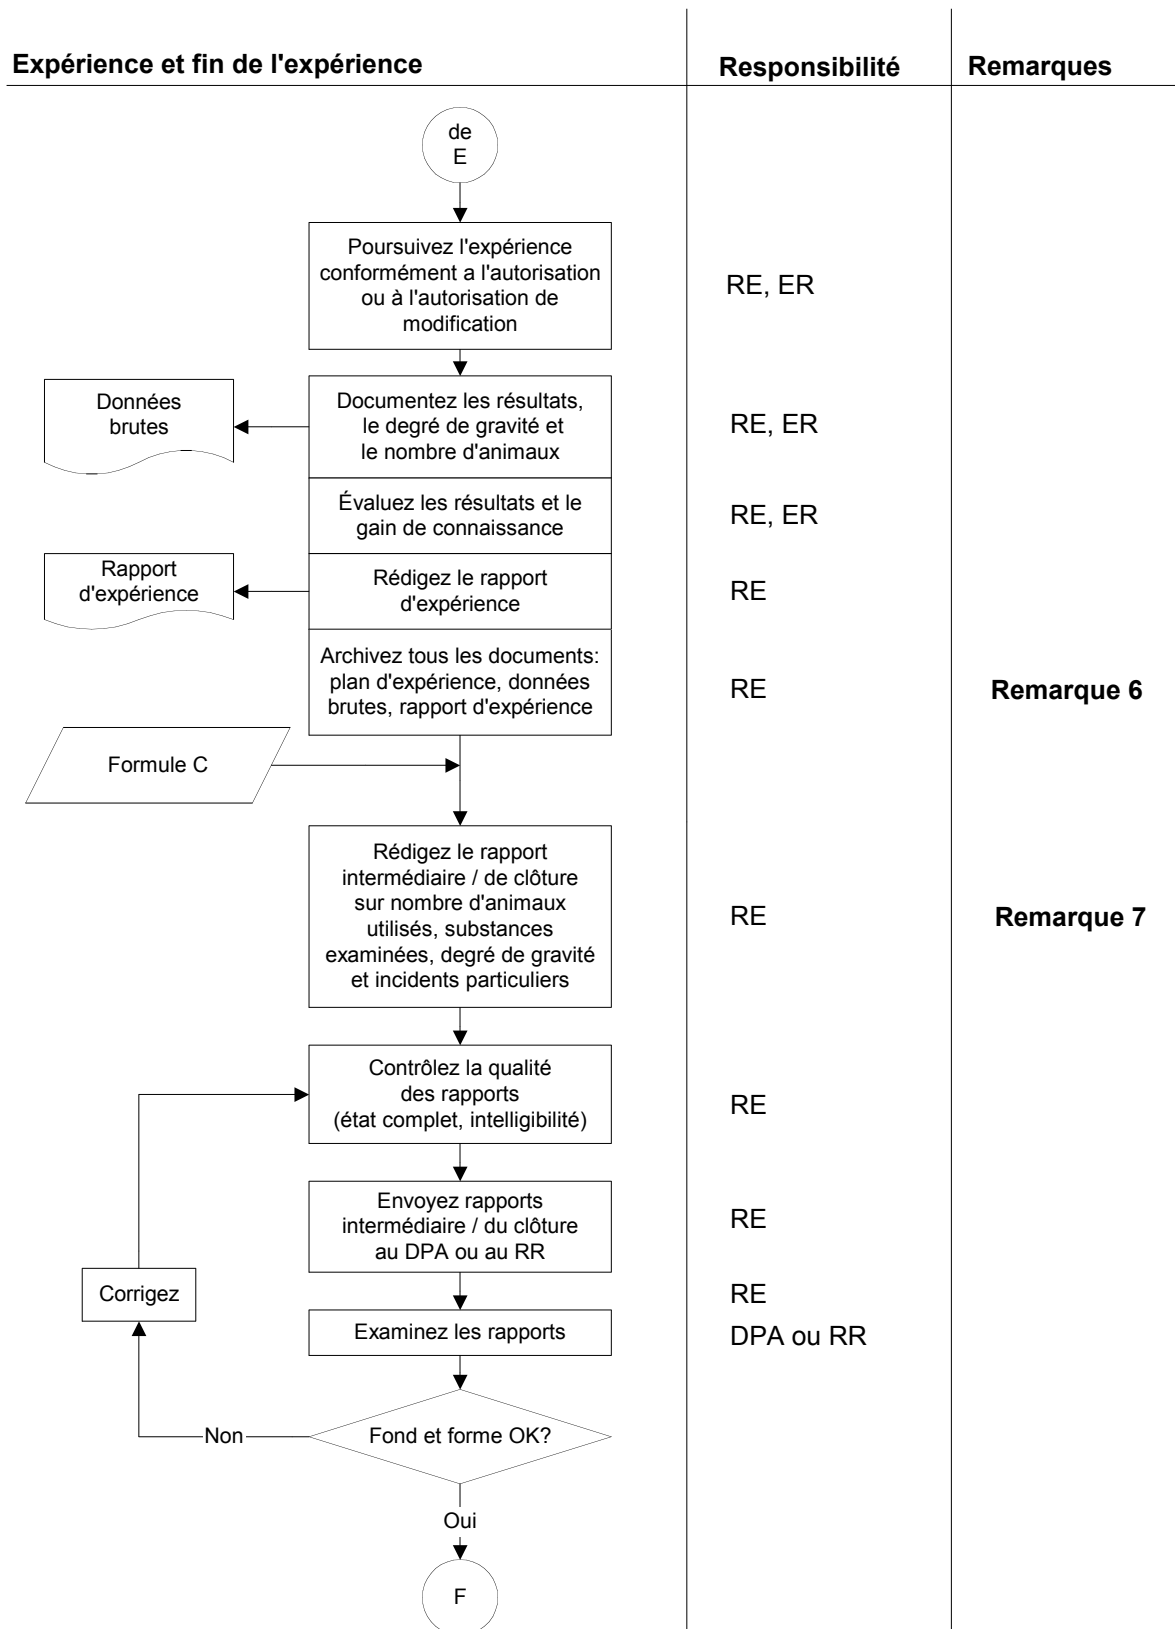 Expérience et fin de l'expérience
Responsibilité
Remarques
de
E
Poursuivez l'expérience
conformément a l'autorisation
ou à l'autorisation de
modification
RE, ER
Données
brutes
Documentez les résultats,
le degré de gravité et
le nombre d'animaux
RE, ER
Évaluez les résultats et le
gain de connaissance
RE, ER
Rapport
d'expérience
Rédigez le rapport
d'expérience
RE
Archivez tous les documents:
plan d'expérience, données
brutes, rapport d'expérience
RE
Remarque 6
Formule C
Rédigez le rapport
intermédiaire / de clôture
sur nombre d'animaux
utilisés, substances
examinées, degré de gravité
et incidents particuliers
RE
Remarque 7
Contrôlez la qualité
des rapports
(état complet, intelligibilité)
RE
Envoyez rapports
intermédiaire / du clôture
au DPA ou au RR
RE
Corrigez
RE
Examinez les rapports
DPA ou RR
Non
Fond et forme OK?
Oui
F